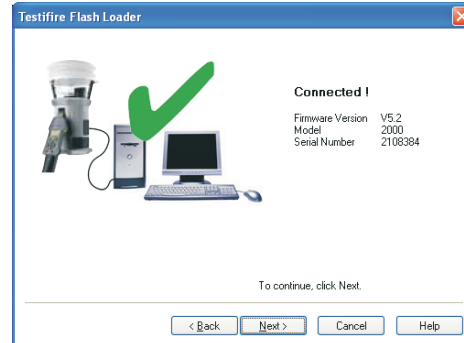 Testifire Flash Loader
Connected !
Firmware Version V5.2
Model 2000
Serial Number 2108384
To continue, click Next.
< Back Next > Cancel Help